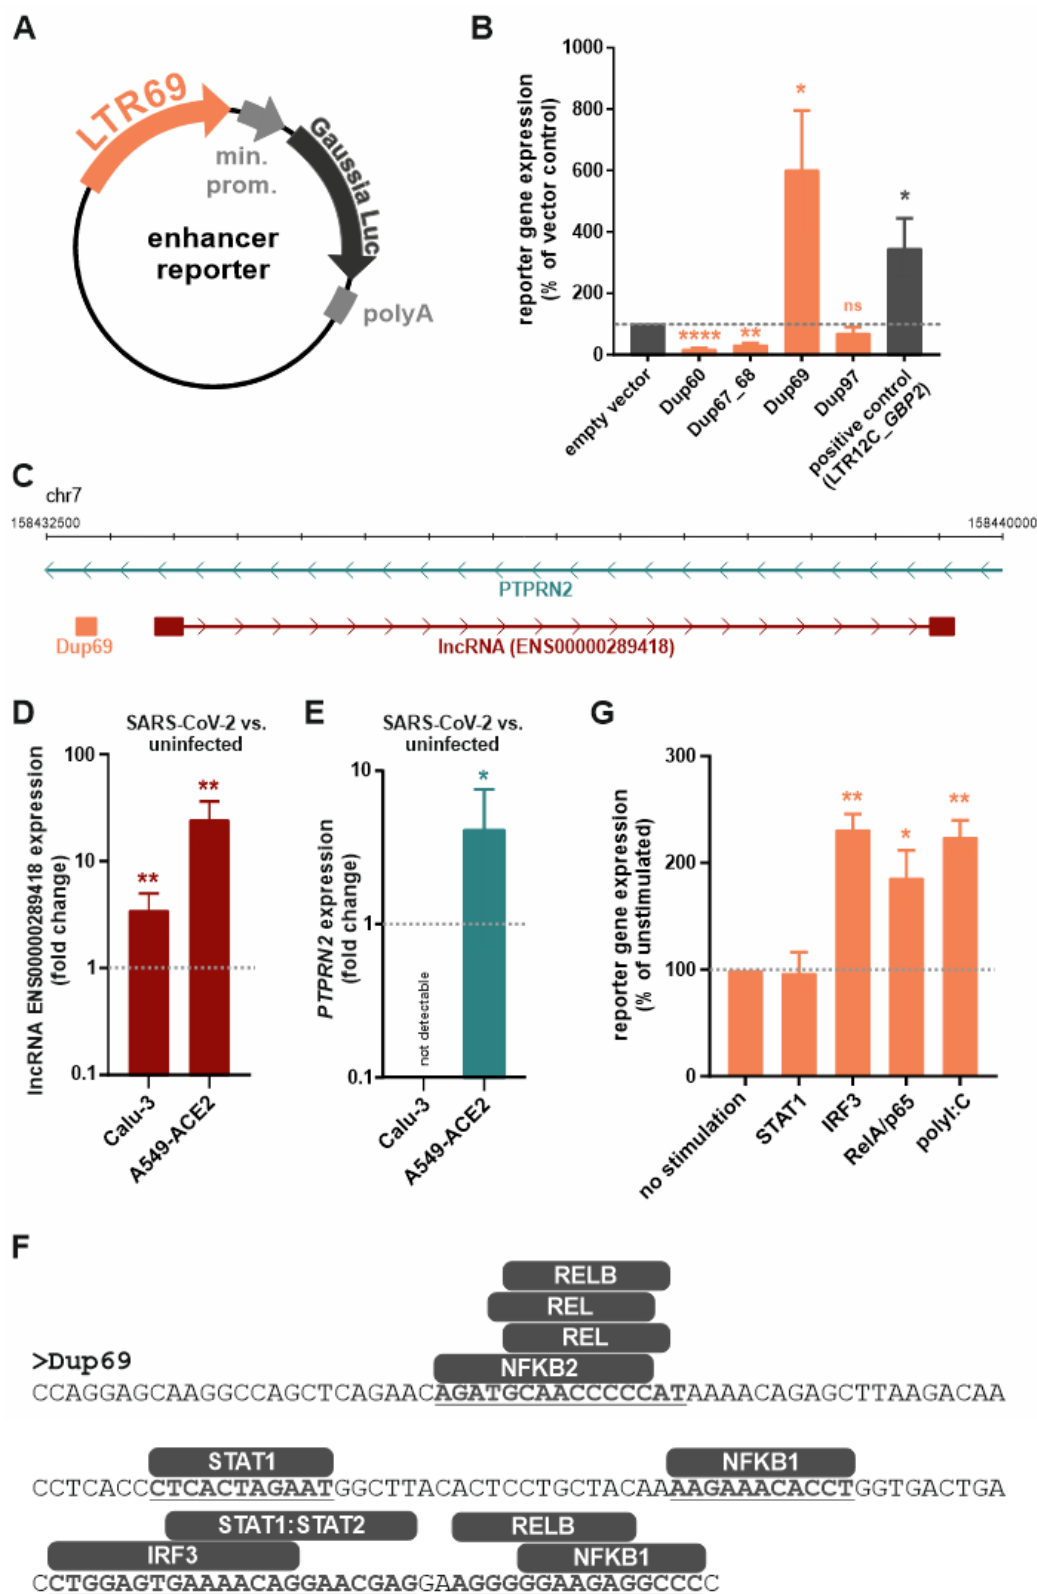 A
LTR69
min.
prom.
Gaussia Luc
enhancer
reporter
polyA
B
reporter gene expression
(% of vector control)
1000
800
600
400
200
0
****
**
*
ns
*
empty vector
Dup60
Dup67_68
Dup69
Dup97
positive control
(LTR12C_GBP2)
C
chr7
158432500
158440000
PTPRN2
Dup69
lncRNA (ENS00000289418)
D
SARS-CoV-2 vs.
uninfected
lncRNA ENS00000289418 expression
(fold change)
100
10
1
0.1
**
**
Calu-3
A549-ACE2
E
SARS-CoV-2 vs.
uninfected
PTPRN2 expression
(fold change)
10
1
0.1
not detectable
*
Calu-3
A549-ACE2
G
reporter gene expression
(% of unstimulated)
300
200
100
0
**
*
**
no stimulation
STAT1
IRF3
RelA/p65
polyI:C
F
RELB
REL
REL
NFKB2
>Dup69
CCAGGAGCAAGGCCAGCTCAGAACAGATGCAACCCCCATAAAACAGAGCTTAAGACAA
STAT1 NFKB1
CCTCACCCTCACTAGAATGGCTTACACTCCTGCTACAAAAGAAACACCTGGTGACTGA
STAT1:STAT2 RELB
IRF3 NFKB1
CCTGGAGTGAAAACAGGAACGAGGAAGGGGGAAGAGGCCCC